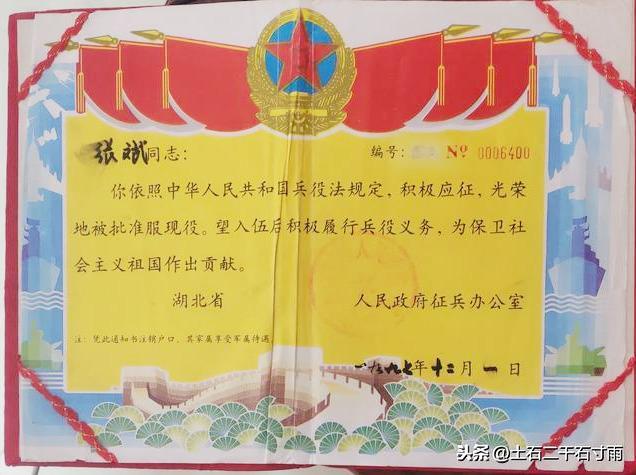 张斌同志：
编号： № 0006400
你依照中华人民共和国兵役法规定，积极应征，光荣
地被批准服现役。望入伍后积极履行兵役义务，为保卫社
会主义祖国作出贡献。
湖北省 人民政府征兵办公室
注：凭此通知书注销户口，其家属享受军属待遇
一九九七年十二月一日
头条 @土石二千石寸雨